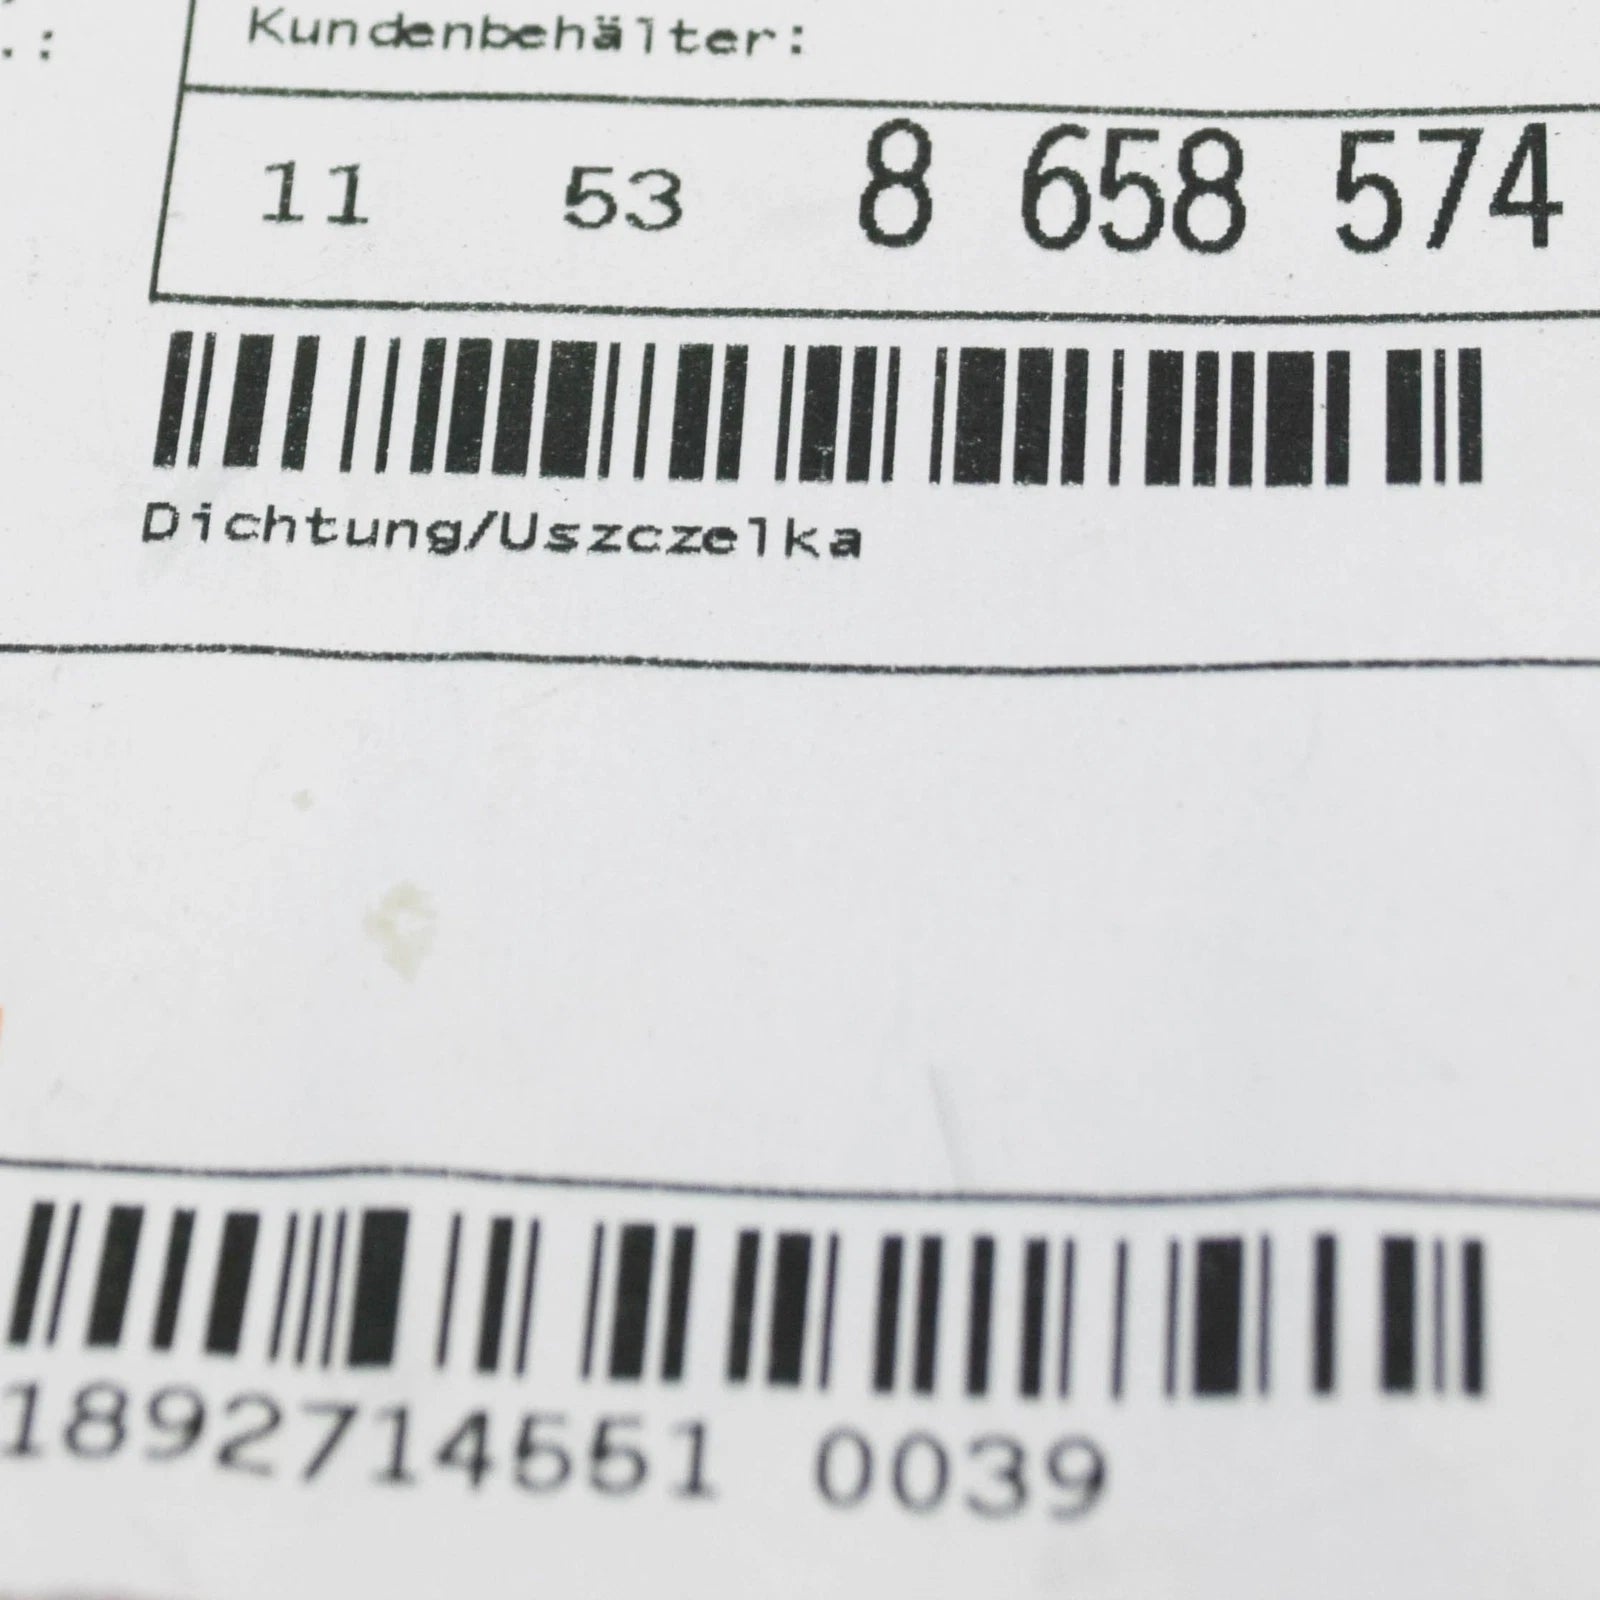 Kundenbehälter:
11 53 8 658 574
Dichtung/Uszczelka
1892714551 0039